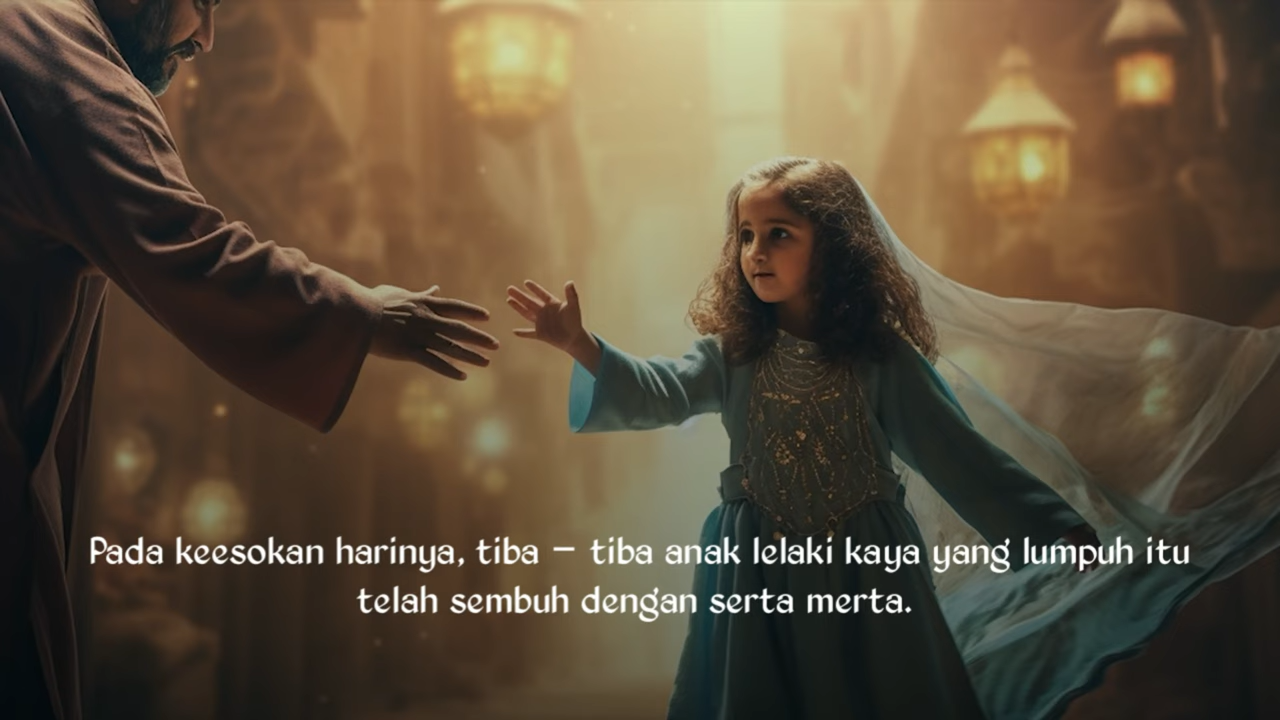 Pada keesokan harinya, tiba – tiba anak lelaki kaya yang lumpuh itu
telah sembuh dengan serta merta.